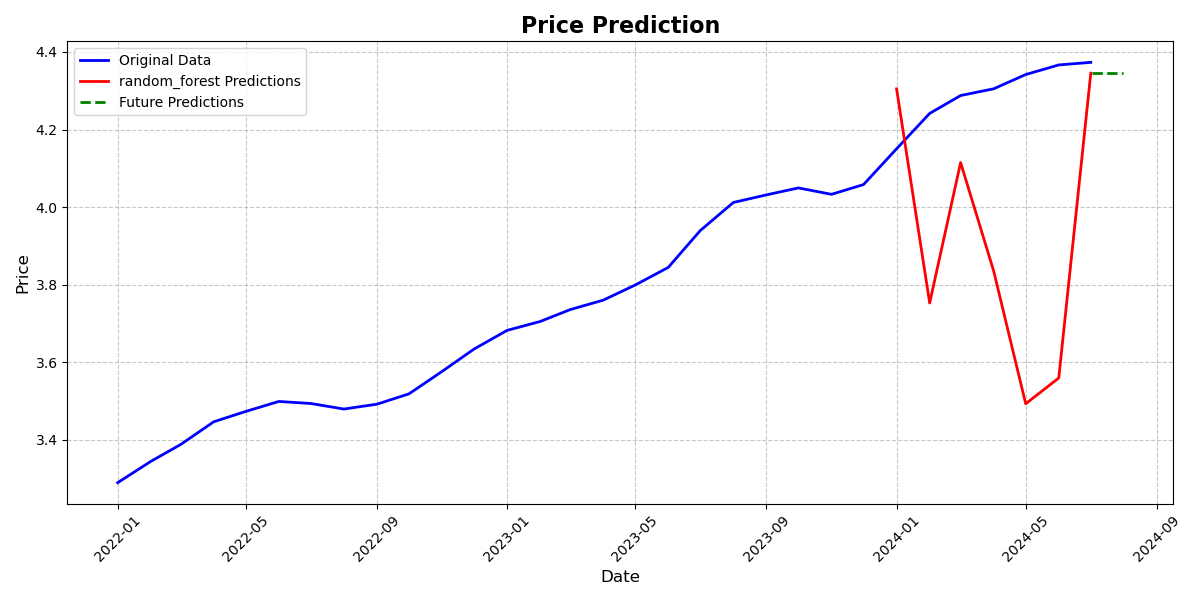 Price Prediction
Original Data
random_forest Predictions
Future Predictions
4.4
4.2
4.0
3.8
3.6
3.4
Price
2022-01
2022-05
2022-09
2023-01
2023-05
2023-09
2024-01
2024-05
2024-09
Date